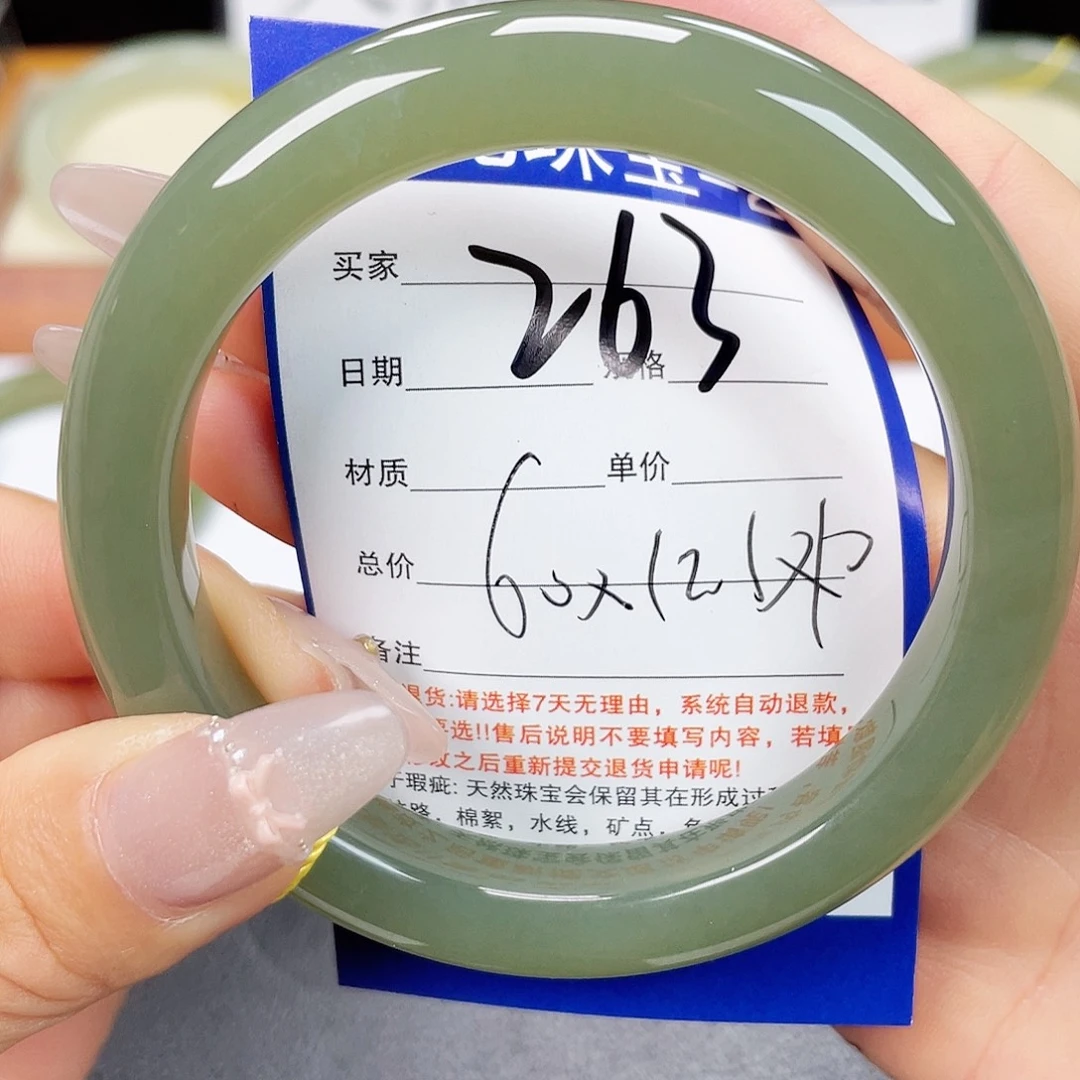 珠宝
263
买家
日期 规格
材质 单价
60x12
总价
备注
退货:请选择7天无理由，系统自动退款，
选!!售后说明不要填写内容，若填
之后重新提交退货申请呢!
瑕疵: 天然珠宝会保留其在形成过
棉絮，水线，矿点，